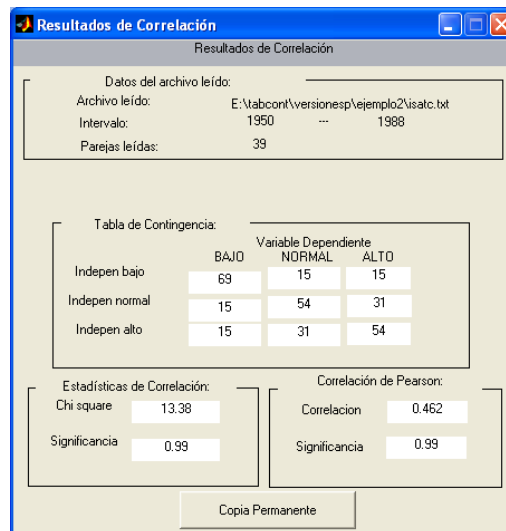 Resultados de Correlación
Resultados de Correlación
Datos del archivo leído:
Archivo leído: E:\tabcont\versionesp\ejemplo2\isatc.txt
Intervalo: 1950 --- 1988
Parejas leídas: 39
Tabla de Contingencia:
Variable Dependiente
BAJO NORMAL ALTO
Indepen bajo 69 15 15
Indepen normal 15 54 31
Indepen alto 15 31 54
Estadísticas de Correlación:
Chi square 13.38
Significancia 0.99
Correlación de Pearson:
Correlacion 0.462
Significancia 0.99
Copia Permanente